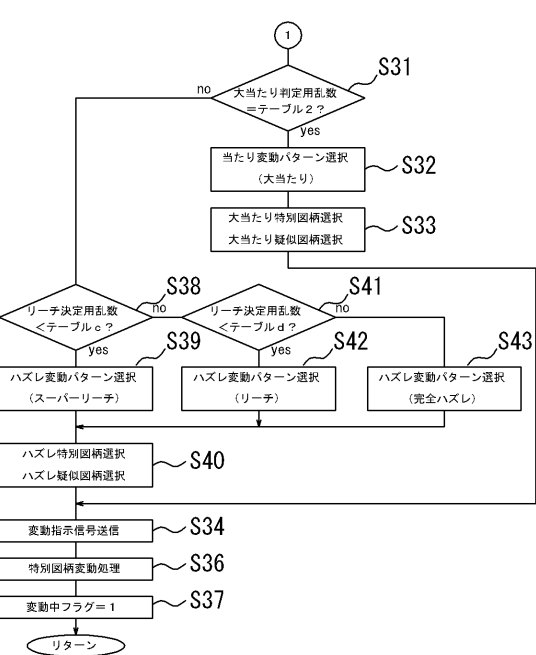 1
S31
大当たり判定用乱数
=テーブル2?
no
yes
当たり変動パターン選択
(大当たり)
S32
大当たり特別図柄選択
大当たり疑似図柄選択
S33
リーチ決定用乱数
<テーブルc?
S38
no
yes
リーチ決定用乱数
<テーブルd?
S41
no
yes
ハズレ変動パターン選択
(スーパーリーチ)
S39
ハズレ変動パターン選択
(リーチ)
S42
ハズレ変動パターン選択
(完全ハズレ)
S43
ハズレ特別図柄選択
ハズレ疑似図柄選択
S40
変動指示信号送信
S34
特別図柄変動処理
S36
変動中フラグ=1
S37
リターン